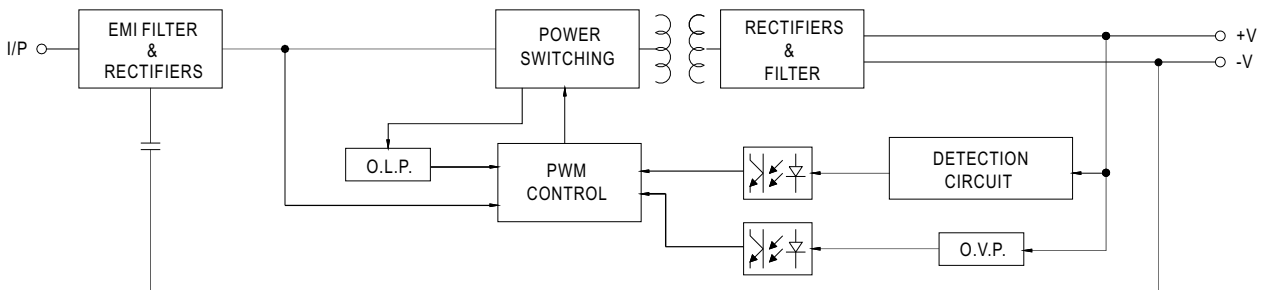 I/P
EMI FILTER
&
RECTIFIERS
POWER
SWITCHING
RECTIFIERS
&
FILTER
+V
-V
O.L.P.
PWM
CONTROL
DETECTION
CIRCUIT
O.V.P.